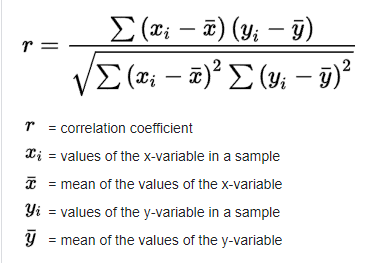 r = ∑ (xᵢ − x̄) (yᵢ − ȳ) / √∑ (xᵢ − x̄)² ∑ (yᵢ − ȳ)²
r = correlation coefficient
xᵢ = values of the x-variable in a sample
x̄ = mean of the values of the x-variable
yᵢ = values of the y-variable in a sample
ȳ = mean of the values of the y-variable